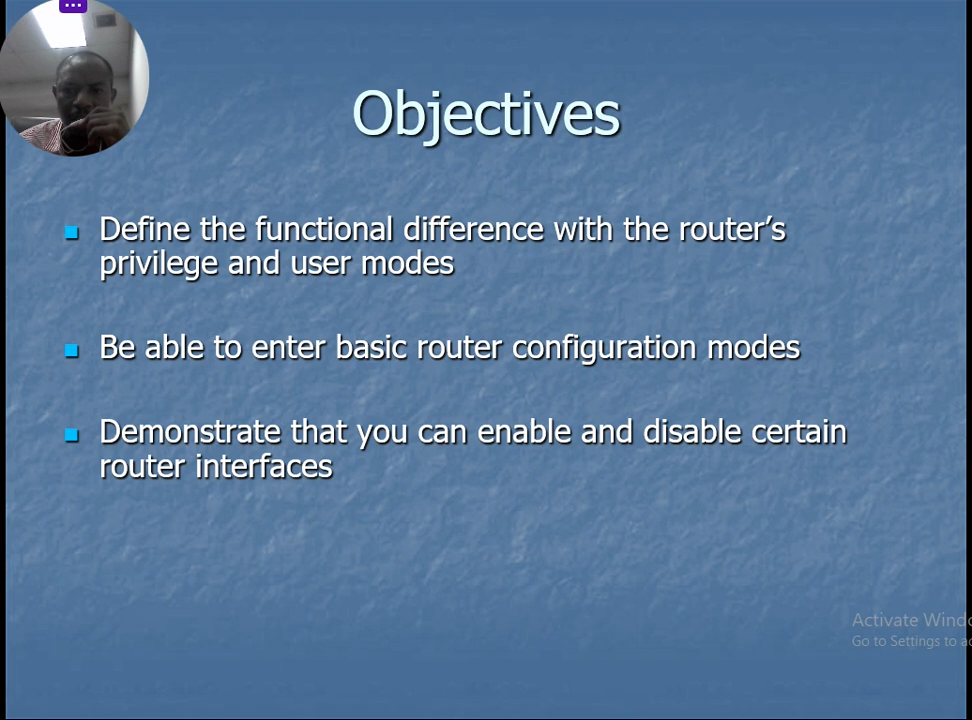 Objectives
Define the functional difference with the router’s
privilege and user modes
Be able to enter basic router configuration modes
Demonstrate that you can enable and disable certain
router interfaces
Activate
Go to Settings to